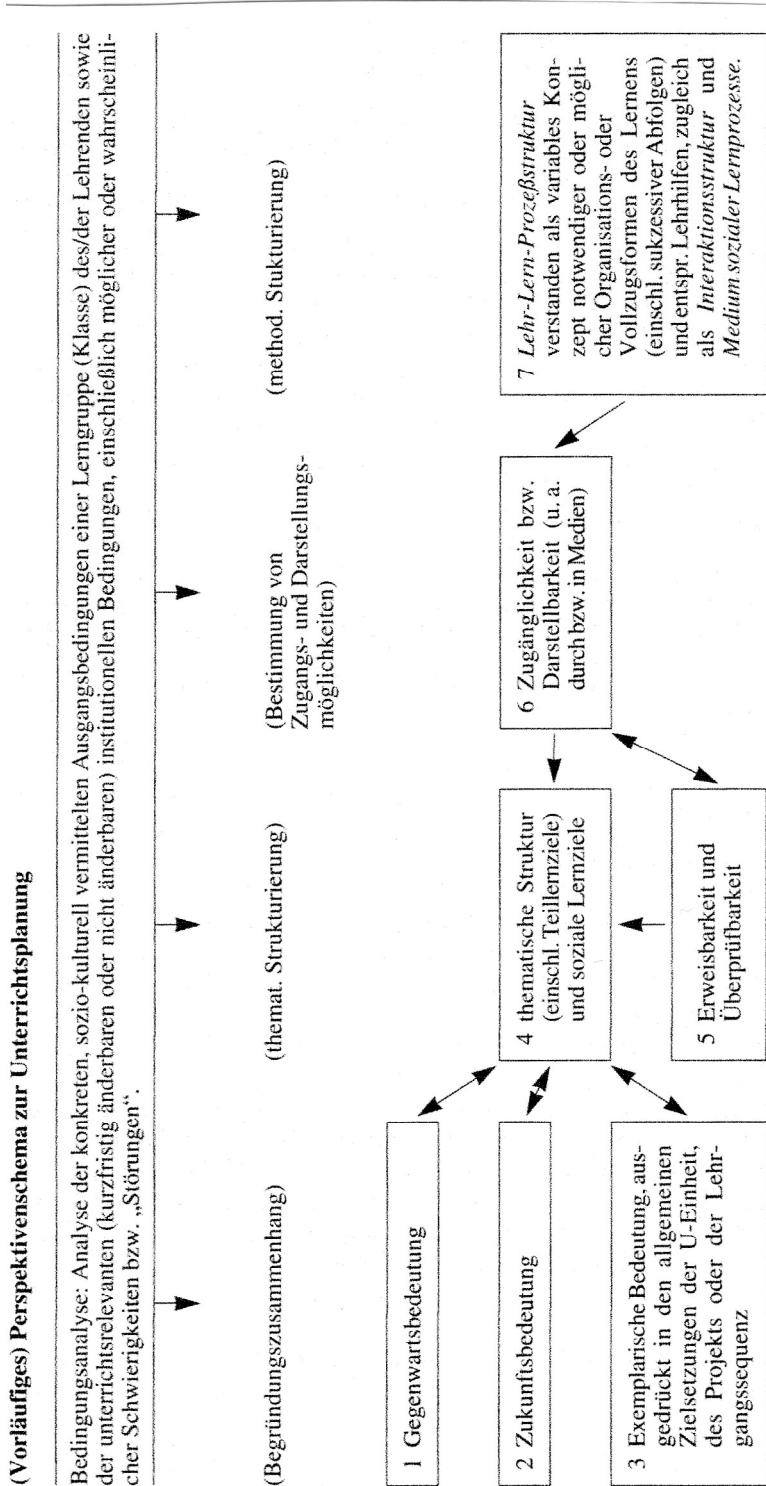 (Vorläufiges) Perspektivenschema zur Unterrichtsplanung
Bedingungsanalyse: Analyse der konkreten, sozio-kulturell vermittelten Ausgangsbedingungen einer Lerngruppe (Klasse) des/der Lehrenden sowie
der unterrichtsrelevanten (kurzfristig änderbaren oder nicht änderbaren) institutionellen Bedingungen, einschließlich möglicher oder wahrscheinli-
cher Schwierigkeiten bzw. „Störungen“.
(Begründungszusammenhang)
(themat. Strukturierung)
(Bestimmung von
Zugangs- und Darstellungs-
möglichkeiten)
(method. Stukturierung)
1 Gegenwartsbedeutung
2 Zukunftsbedeutung
3 Exemplarische Bedeutung, aus-
gedrückt in den allgemeinen
Zielsetzungen der U-Einheit,
des Projekts oder der Lehr-
gangssequenz
4 thematische Struktur
(einschl. Teillernziele)
und soziale Lernziele
5 Erweisbarkeit und
Überprüfbarkeit
6 Zugänglichkeit bzw.
Darstellbarkeit (u. a.
durch bzw. in Medien)
7 Lehr-Lern-Prozeßstruktur
verstanden als variables Kon-
zept notwendiger oder mögli-
cher Organisations- oder
Vollzugsformen des Lernens
(einschl. sukzessiver Abfolgen)
und entspr. Lehrhilfen, zugleich
als Interaktionsstruktur und
Medium sozialer Lernprozesse.